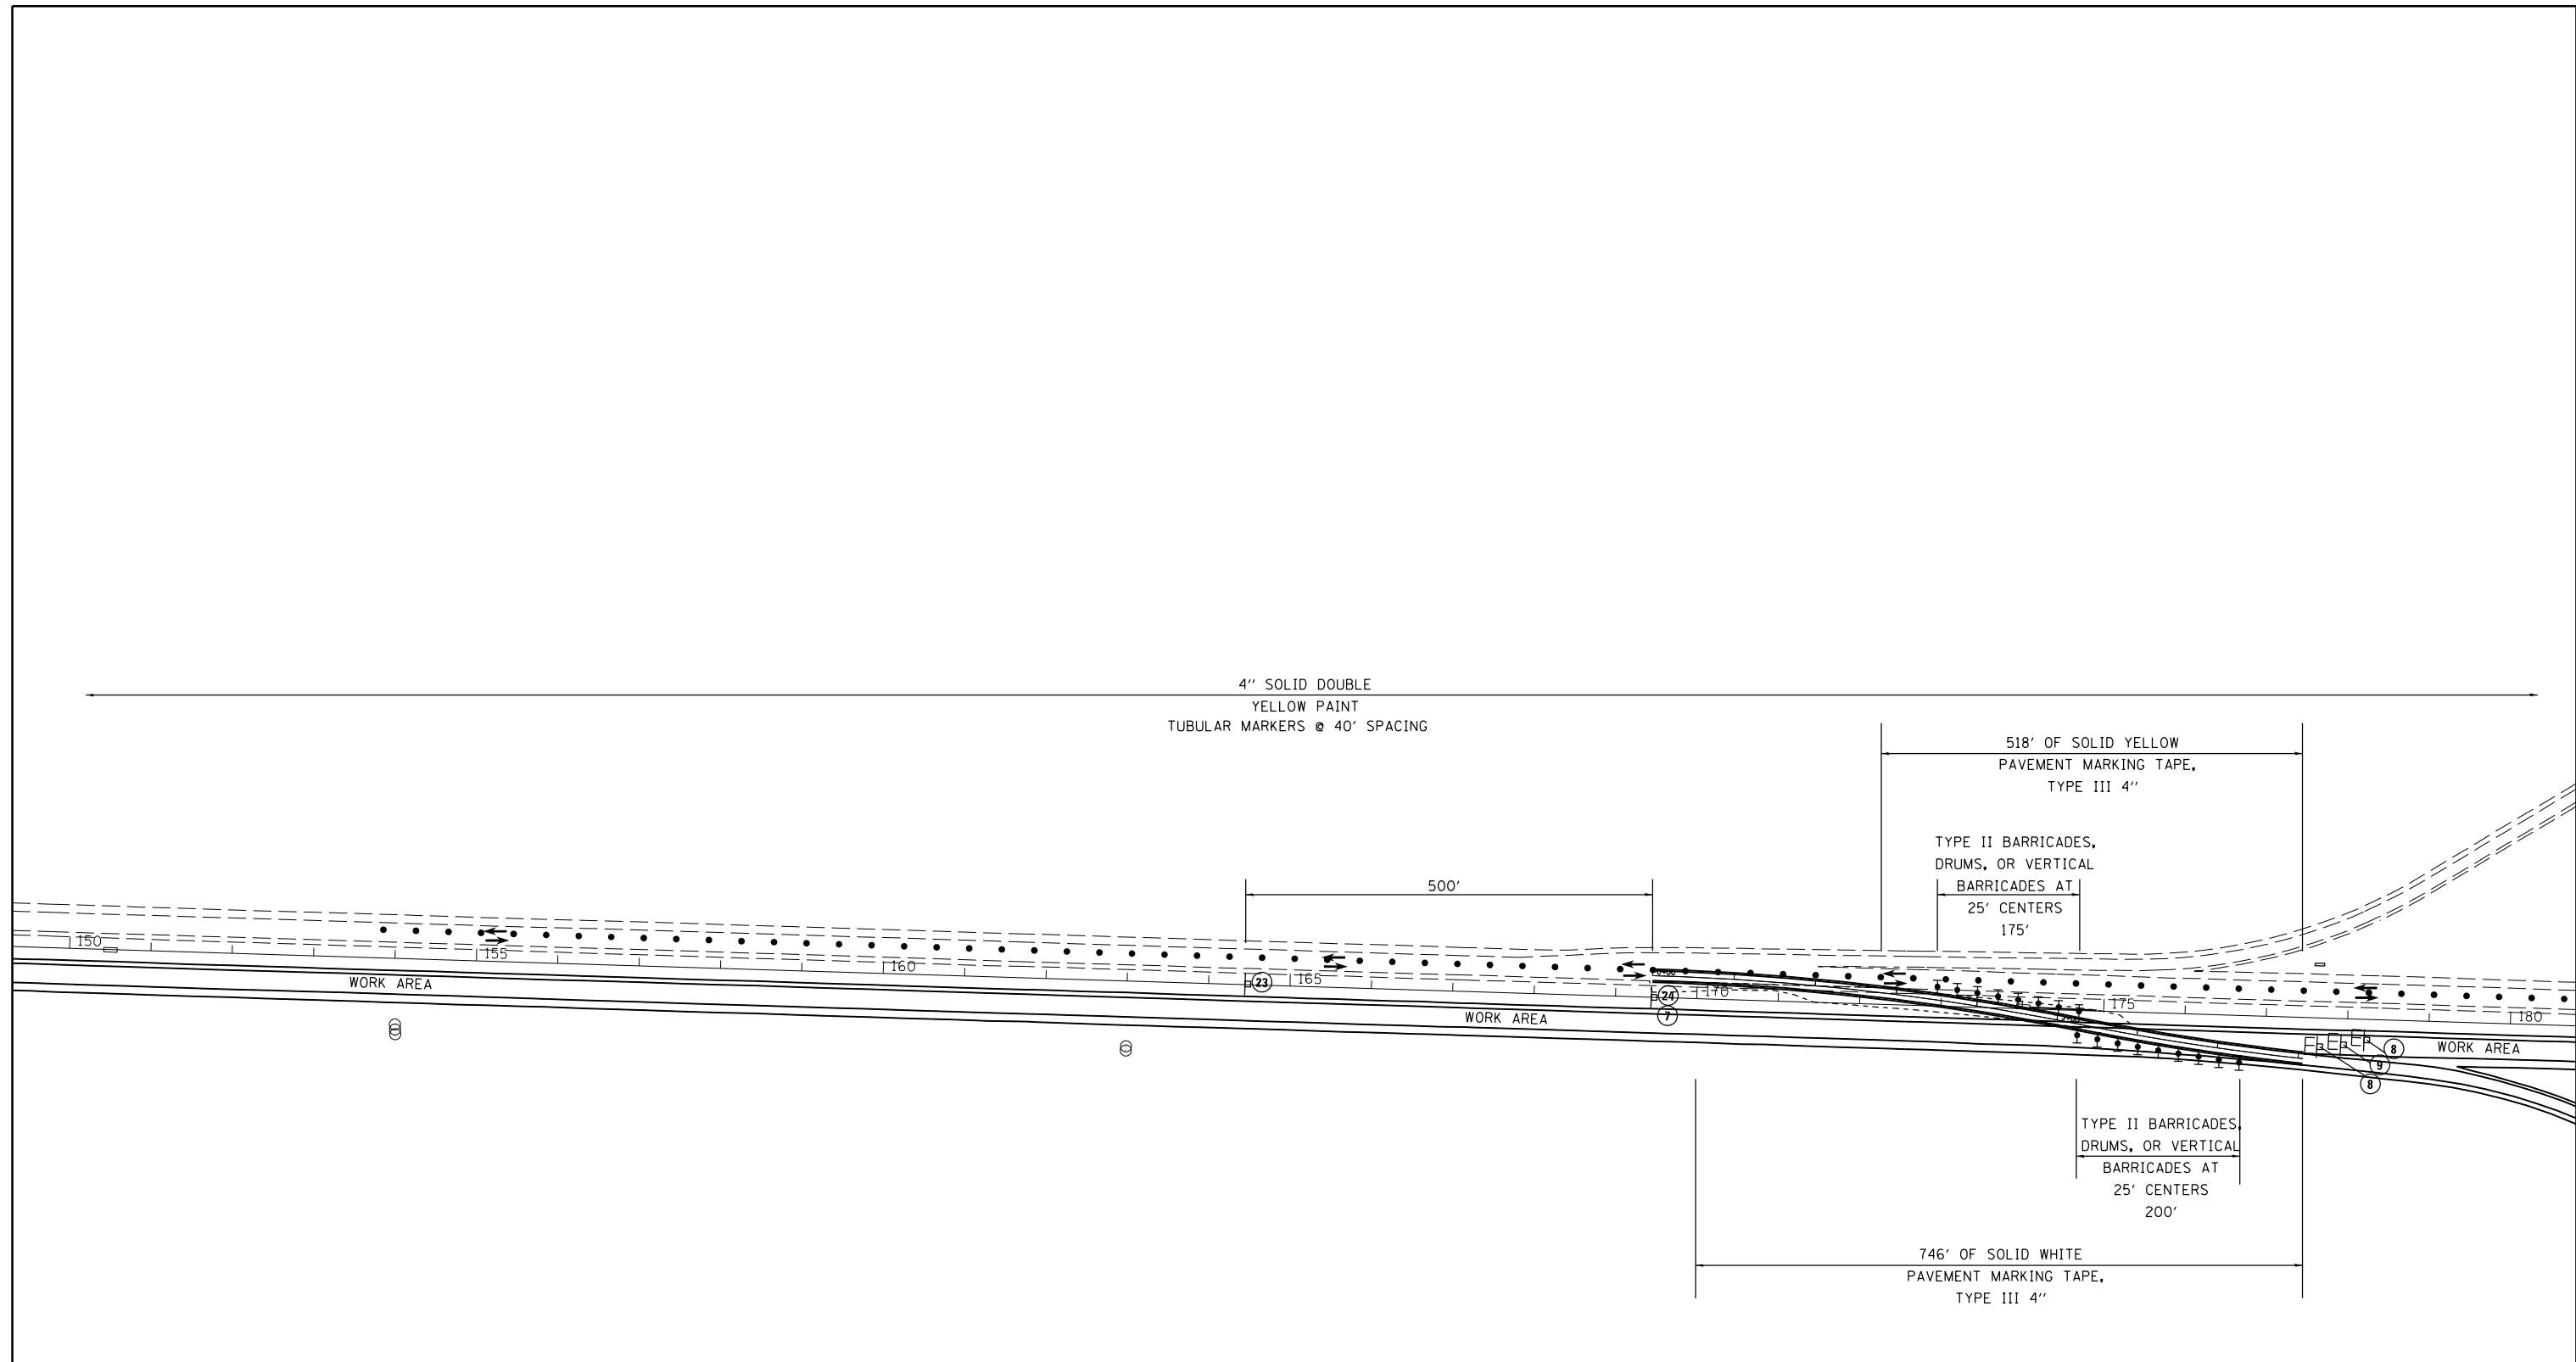 4'' SOLID DOUBLE
YELLOW PAINT
TUBULAR MARKERS @ 40' SPACING
518' OF SOLID YELLOW
PAVEMENT MARKING TAPE,
TYPE III 4''
TYPE II BARRICADES,
DRUMS, OR VERTICAL
BARRICADES AT
25' CENTERS
175'
500'
150
155
160
165
170
175
180
WORK AREA
WORK AREA
WORK AREA
23
24
7
8
9
8
TYPE II BARRICADES,
DRUMS, OR VERTICAL
BARRICADES AT
25' CENTERS
200'
746' OF SOLID WHITE
PAVEMENT MARKING TAPE,
TYPE III 4''